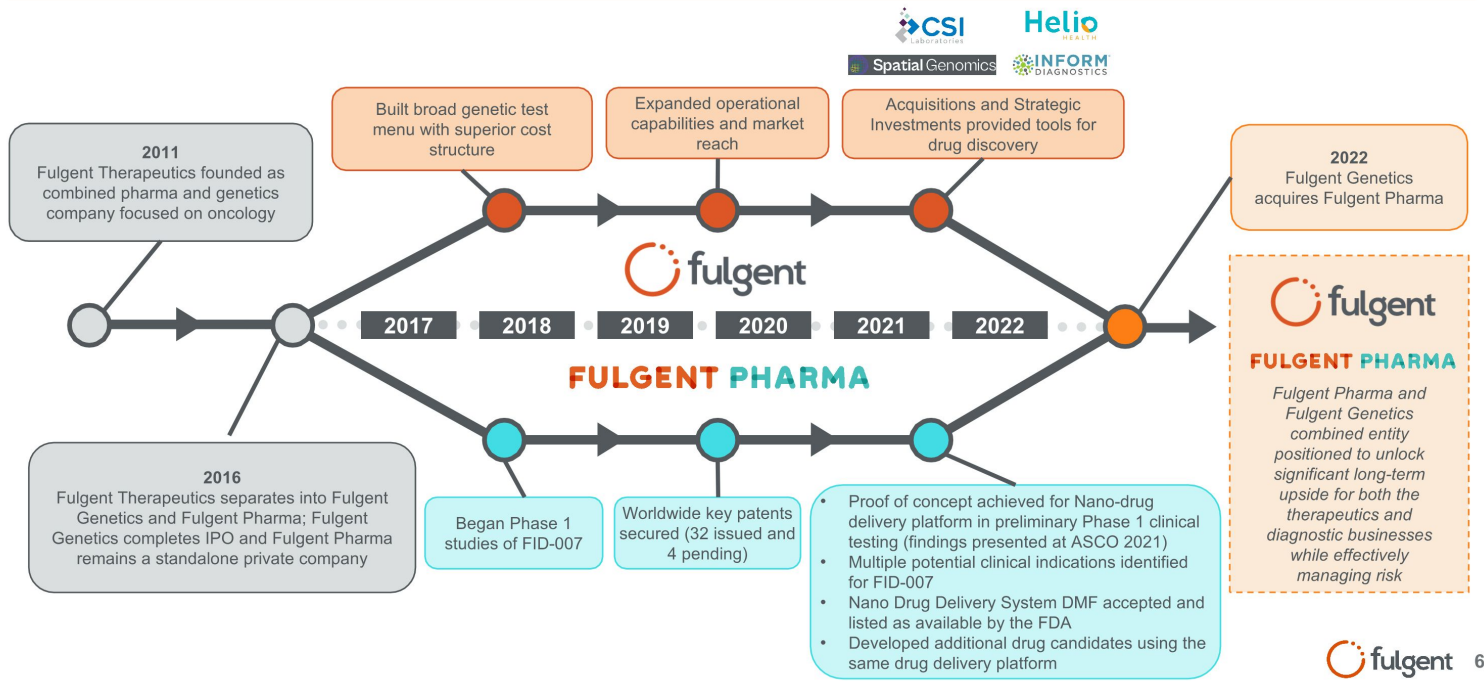 CSI
Laboratories
Helio
HEALTH
Spatial Genomics
INFORM
DIAGNOSTICS
2011
Fulgent Therapeutics founded as
combined pharma and genetics
company focused on oncology
Built broad genetic test
menu with superior cost
structure
Expanded operational
capabilities and market
reach
Acquisitions and Strategic
Investments provided tools for
drug discovery
2022
Fulgent Genetics
acquires Fulgent Pharma
fulgent
2017
2018
2019
2020
2021
2022
FULGENT PHARMA
2016
Fulgent Therapeutics separates into Fulgent
Genetics and Fulgent Pharma; Fulgent
Genetics completes IPO and Fulgent Pharma
remains a standalone private company
Began Phase 1
studies of FID-007
Worldwide key patents
secured (32 issued and
4 pending)
• Proof of concept achieved for Nano-drug
delivery platform in preliminary Phase 1 clinical
testing (findings presented at ASCO 2021)
• Multiple potential clinical indications identified
for FID-007
• Nano Drug Delivery System DMF accepted and
listed as available by the FDA
• Developed additional drug candidates using the
same drug delivery platform
fulgent
FULGENT PHARMA
Fulgent Pharma and
Fulgent Genetics
combined entity
positioned to unlock
significant long-term
upside for both the
therapeutics and
diagnostic businesses
while effectively
managing risk
fulgent 6